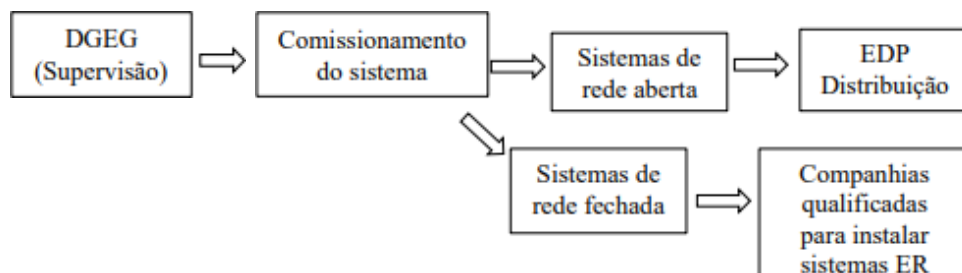 DGEG
(Supervisão)
Comissionamento
do sistema
Sistemas de
rede aberta
EDP
Distribuição
Sistemas de
rede fechada
Companhias
qualificadas
para instalar
sistemas ER